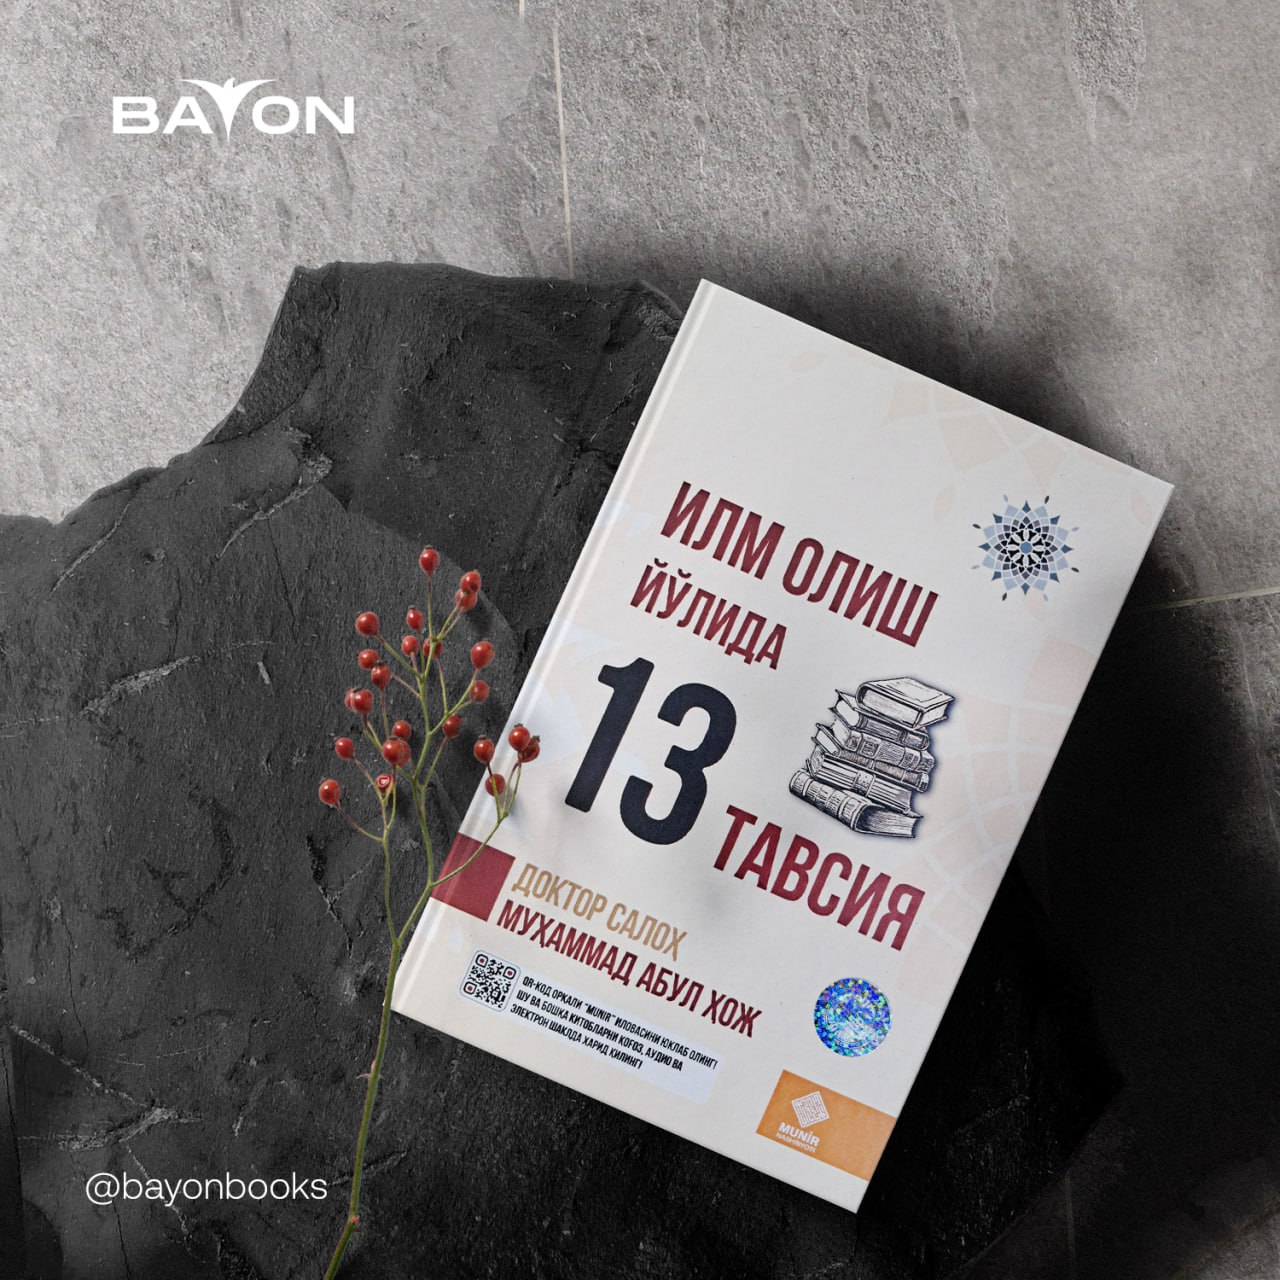 BAYON
ИЛМ ОЛИШ
ЙЎЛИДА
13
ТАВСИЯ
ДОКТОР САЛОҲ
МУҲАММАД АБУЛ ҲОЖ
QR-КОД ОРҚАЛИ "MUNIR" ИЛОВАСИНИ ЮКЛАБ ОЛИНГ!
ШУ ВА БОШҚА КИТОБЛАРНИ ҚОҒОЗ, АУДИО ВА
ЭЛЕКТРОН ШАКЛДА ХАРИД ҚИЛИНГ!
MUNiR
NASHRIYOTI
@bayonbooks